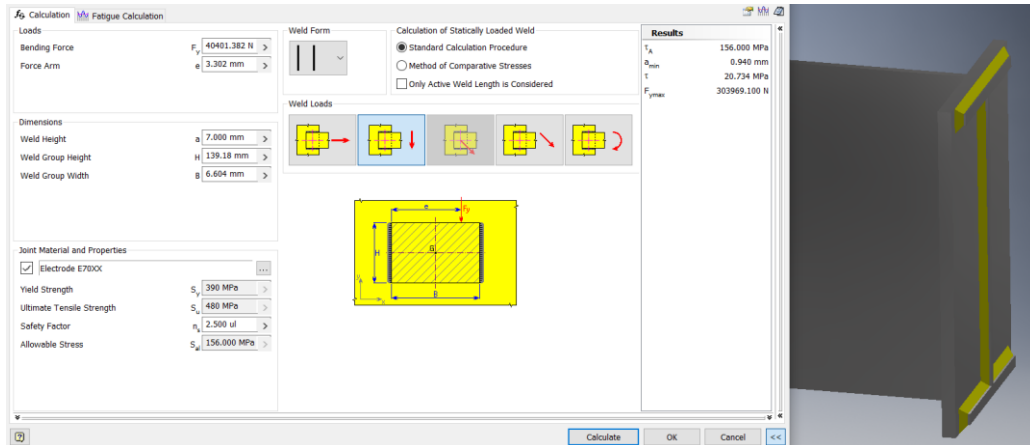 fG Calculation Fatigue Calculation
Loads
Bending Force Fy 40401.382 N >
Force Arm e 3.302 mm >
Dimensions
Weld Height a 7.000 mm >
Weld Group Height H 139.18 mm >
Weld Group Width B 6.604 mm >
Joint Material and Properties
Electrode E70XX ...
Yield Strength Sy 390 MPa >
Ultimate Tensile Strength Su 480 MPa >
Safety Factor ns 2.500 ul >
Allowable Stress Sal 156.000 MPa >
Weld Form
Calculation of Statically Loaded Weld
Standard Calculation Procedure
Method of Comparative Stresses
Only Active Weld Length is Considered
Weld Loads
e Fy
H G
y
x B
Results
τA 156.000 MPa
amin 0.940 mm
τ 20.734 MPa
Fymax 303969.100 N
? Calculate OK Cancel <<